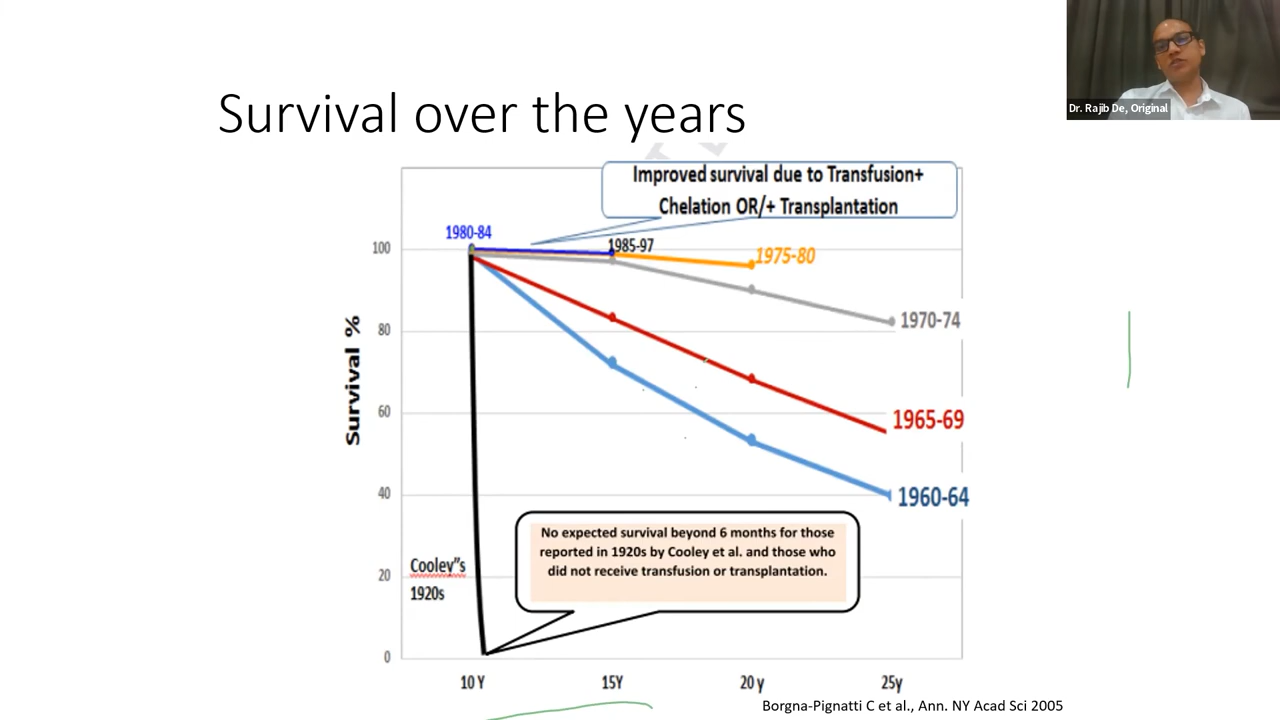 Dr. Rajib De, Original
Survival over the years
Improved survival due to Transfusion+
Chelation OR/+ Transplantation
1980-84
1985-97
1975-80
100
1970-74
80
Survival %
1965-69
60
1960-64
40
No expected survival beyond 6 months for those
reported in 1920s by Cooley et al. and those who
did not receive transfusion or transplantation.
Cooley"s
1920s
20
0
10 Y
15Y
20 y
25y
Borgna-Pignatti C et al., Ann. NY Acad Sci 2005